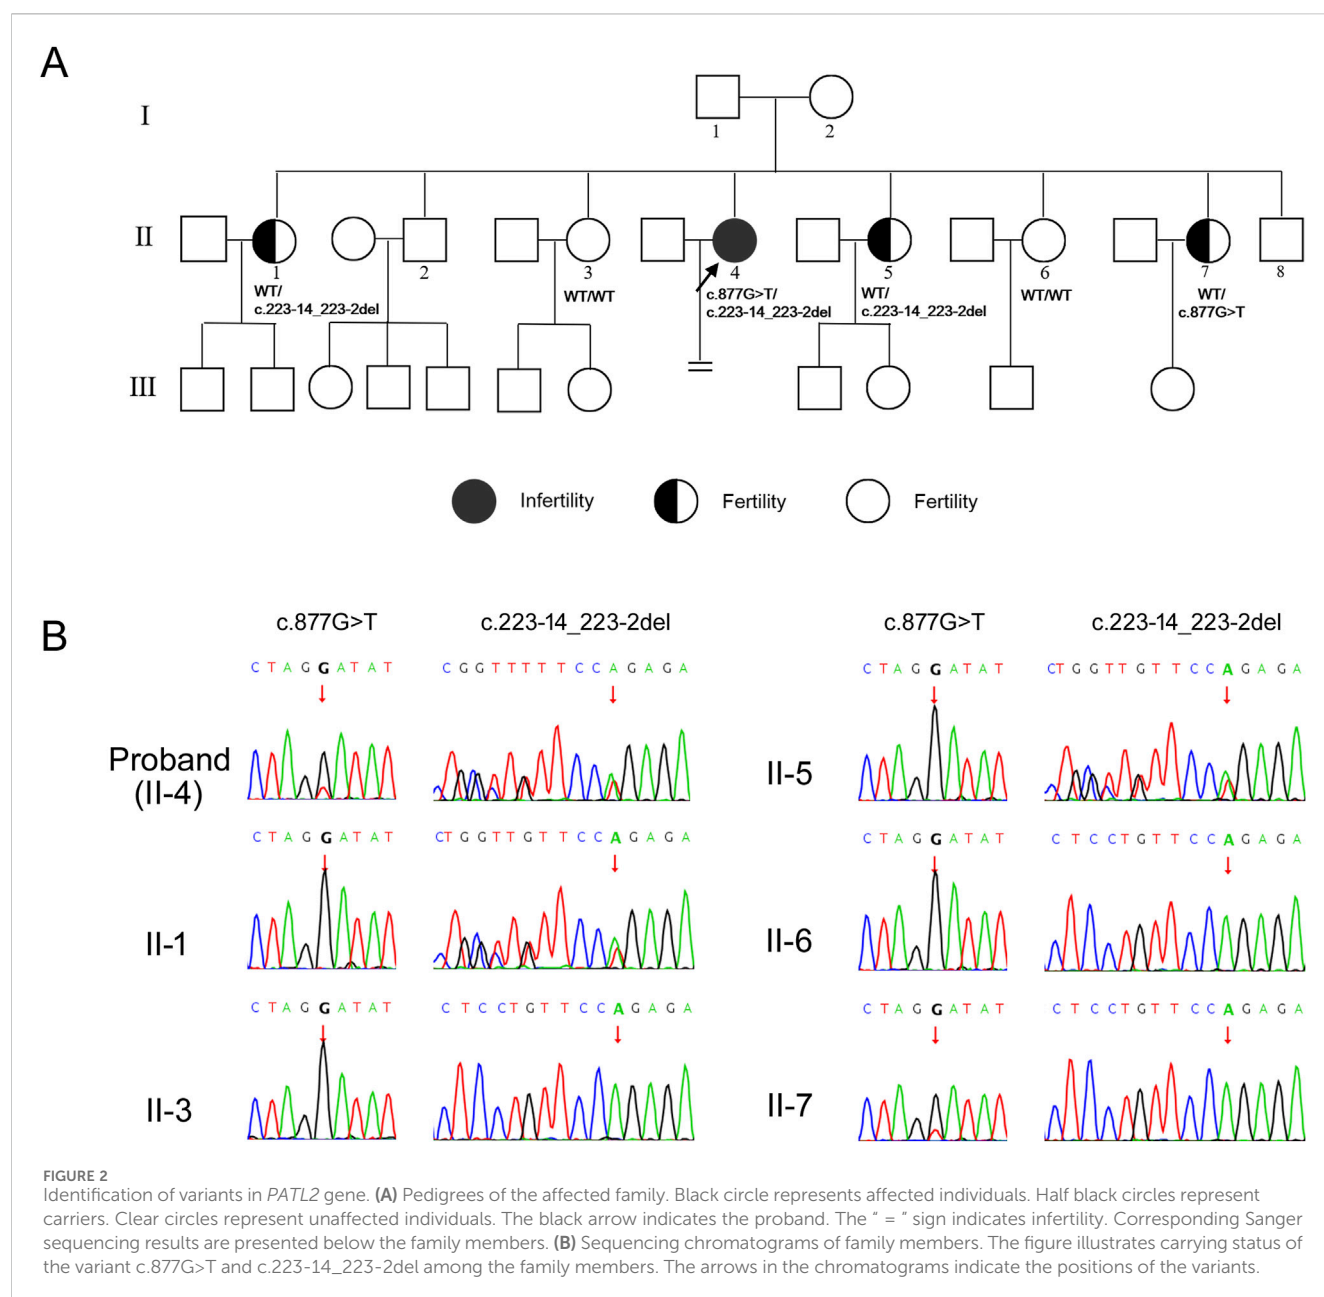 A
I
1 2
II
1 2 3 4 5 6 7 8
WT/
c.223-14_223-2del
WT/WT
c.877G>T/
c.223-14_223-2del
WT/
c.223-14_223-2del
WT/WT
WT/
c.877G>T
III
Infertility Fertility Fertility
B
c.877G>T c.223-14_223-2del c.877G>T c.223-14_223-2del
C T A G G A T A T C G G T T T T T C C A G A G A
Proband
(II-4)
C T A G G A T A T C T G G T T G T T C C A G A G A
II-5
C T A G G A T A T C T G G T T G T T C C A G A G A
II-1
C T A G G A T A T C T C C T G T T C C A G A G A
II-6
C T A G G A T A T C T C C T G T T C C A G A G A
II-3
C T A G G A T A T C T C C T G T T C C A G A G A
II-7
FIGURE 2
Identification of variants in PATL2 gene. (A) Pedigrees of the affected family. Black circle represents affected individuals. Half black circles represent
carriers. Clear circles represent unaffected individuals. The black arrow indicates the proband. The “ = “ sign indicates infertility. Corresponding Sanger
sequencing results are presented below the family members. (B) Sequencing chromatograms of family members. The figure illustrates carrying status of
the variant c.877G>T and c.223-14_223-2del among the family members. The arrows in the chromatograms indicate the positions of the variants.